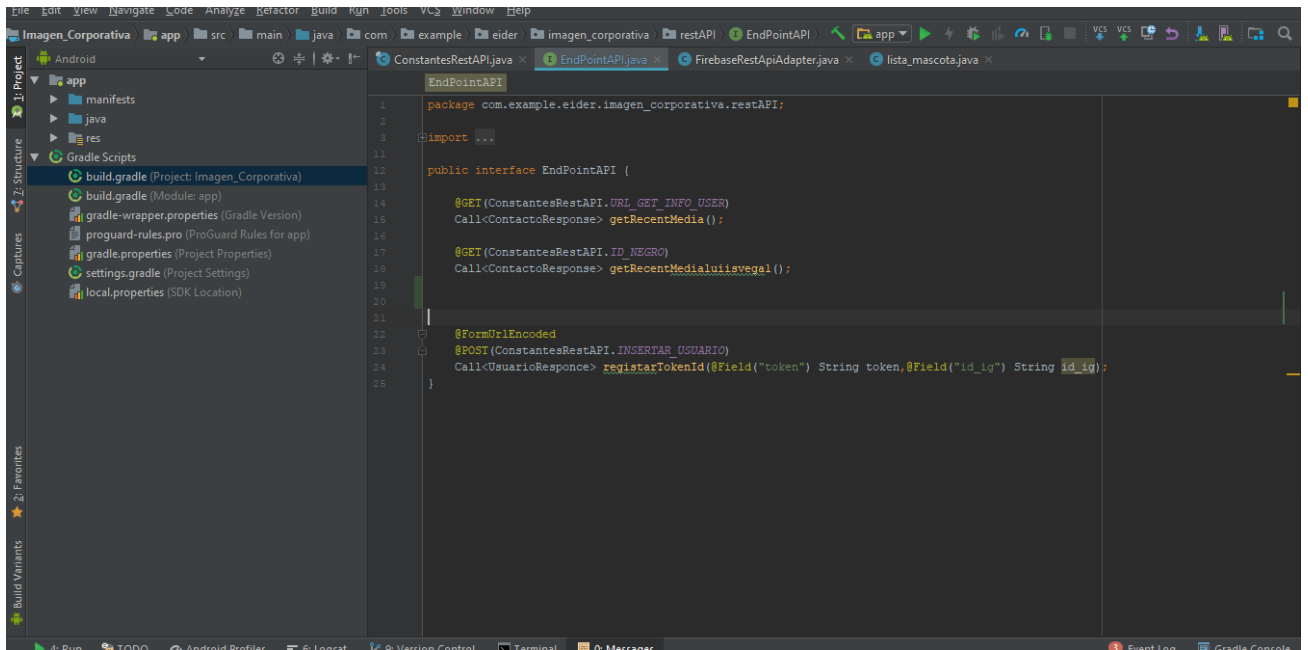 File Edit View Navigate Code Analyze Refactor Build Run Tools VCS Window Help
Imagen_Corporativa app src main java com example eider imagen_corporativa restAPI EndPointAPI app VCS VCS
Android ConstantesRestAPI.java EndPointAPI.java FirebaseRestApiAdapter.java lista_mascota.java
1: Project
7: Structure
Captures
2: Favorites
Build Variants
app
manifests
java
res
Gradle Scripts
build.gradle (Project: Imagen_Corporativa)
build.gradle (Module: app)
gradle-wrapper.properties (Gradle Version)
proguard-rules.pro (ProGuard Rules for app)
gradle.properties (Project Properties)
settings.gradle (Project Settings)
local.properties (SDK Location)
EndPointAPI
1 package com.example.eider.imagen_corporativa.restAPI;
2
3 import ...
11
12 public interface EndPointAPI {
13
14 @GET(ConstantesRestAPI.URL_GET_INFO_USER)
15 Call<ContactoResponse> getRecentMedia();
16
17 @GET(ConstantesRestAPI.ID_NEGRO)
18 Call<ContactoResponse> getRecentMedialuiisvega1();
19
20
21
22 @FormUrlEncoded
23 @POST(ConstantesRestAPI.INSERTAR_USUARIO)
24 Call<UsuarioResponce> registarTokenId(@Field("token") String token,@Field("id_ig") String id_ig);
25 }
4: Run TODO Android Profiler 6: Logcat 9: Version Control Terminal 0: Messages 3 Event Log Gradle Console